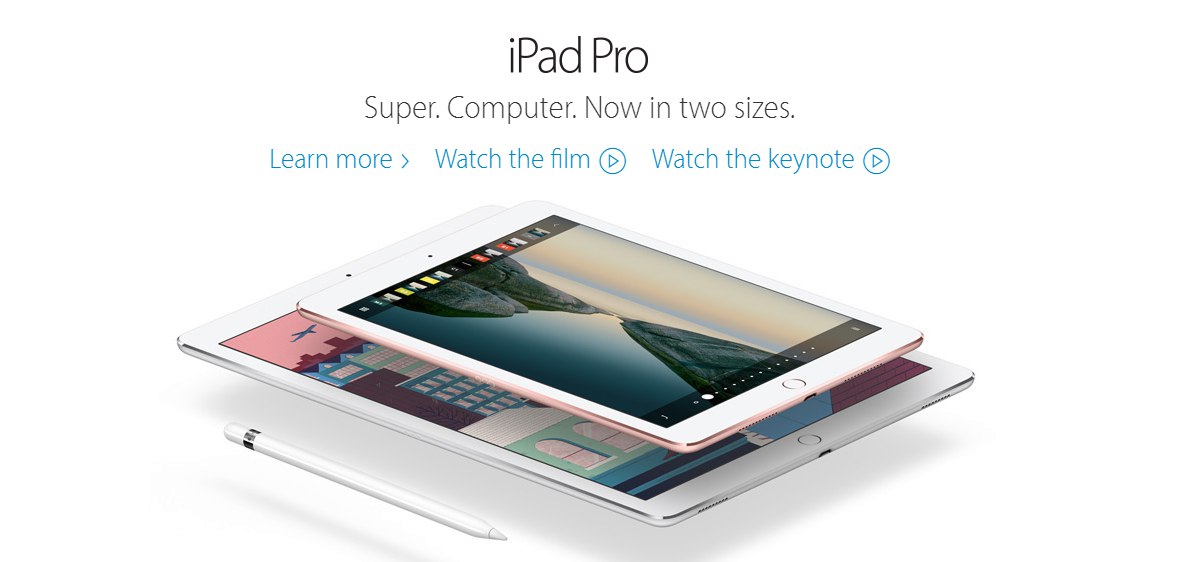 iPad Pro
Super. Computer. Now in two sizes.
Learn more › Watch the film Watch the keynote